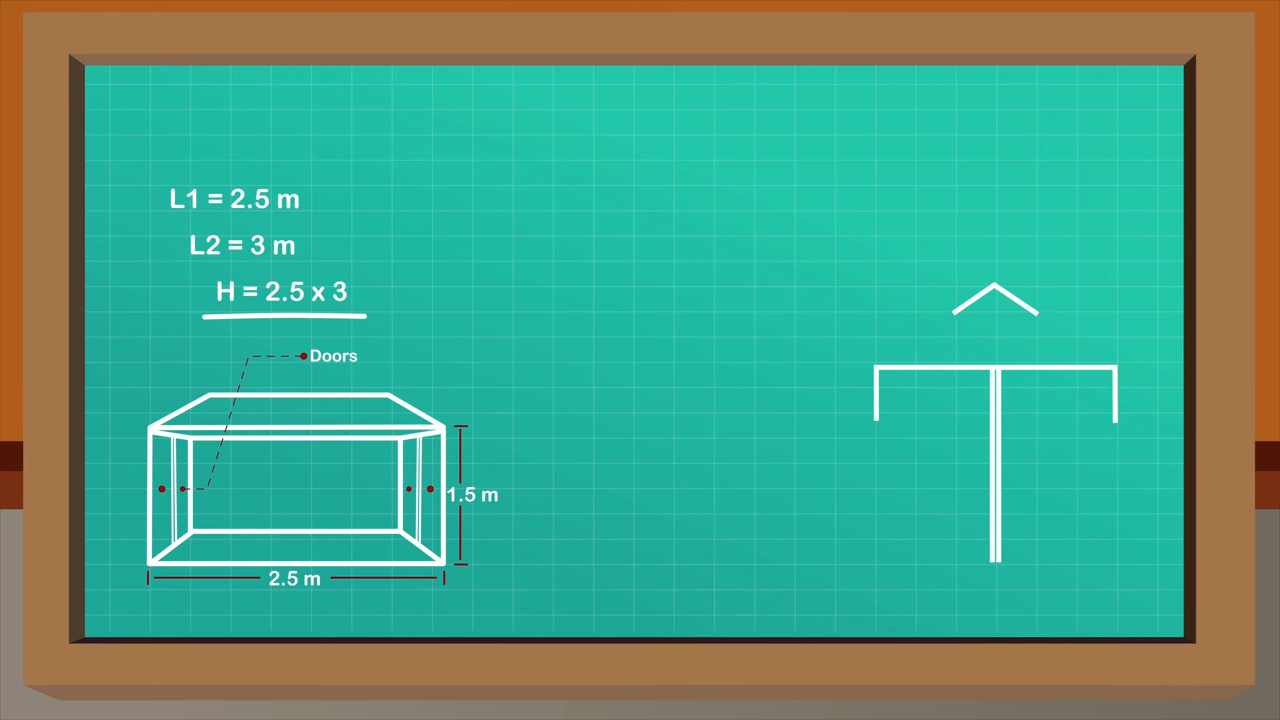 L1 = 2.5 m
L2 = 3 m
H = 2.5 x 3
Doors
1.5 m
2.5 m